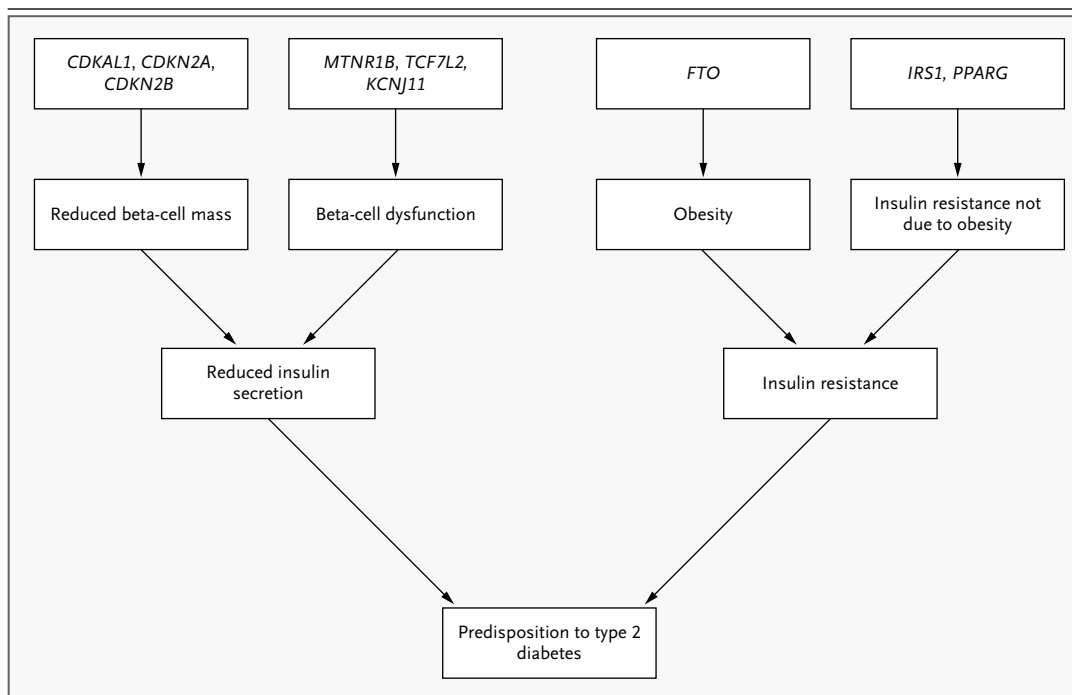 CDKAL1, CDKN2A,
CDKN2B
MTNR1B, TCF7L2,
KCNJ11
FTO
IRS1, PPARG
Reduced beta-cell mass
Beta-cell dysfunction
Obesity
Insulin resistance not
due to obesity
Reduced insulin
secretion
Insulin resistance
Predisposition to type 2
diabetes